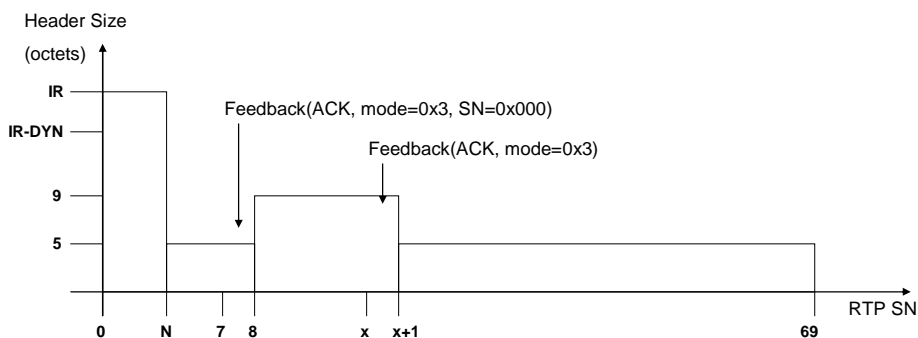 Header Size
(octets)
IR
Feedback(ACK, mode=0x3, SN=0x000)
IR-DYN
Feedback(ACK, mode=0x3)
9
5
RTP SN
0 N 7 8 x x+1 69